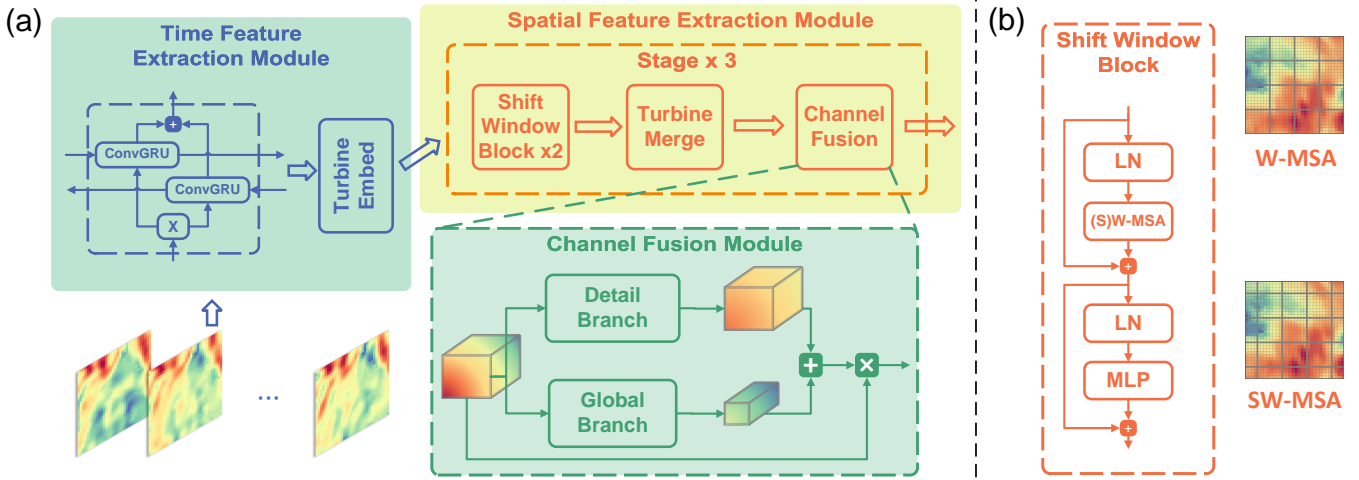 (a)
Time Feature
Extraction Module
ConvGRU
ConvGRU
X
Turbine
Embed
Spatial Feature Extraction Module
Stage x 3
Shift
Window
Block x2
Turbine
Merge
Channel
Fusion
Channel Fusion Module
Detail
Branch
Global
Branch
...
(b)
Shift Window
Block
LN
(S)W-MSA
LN
MLP
W-MSA
SW-MSA